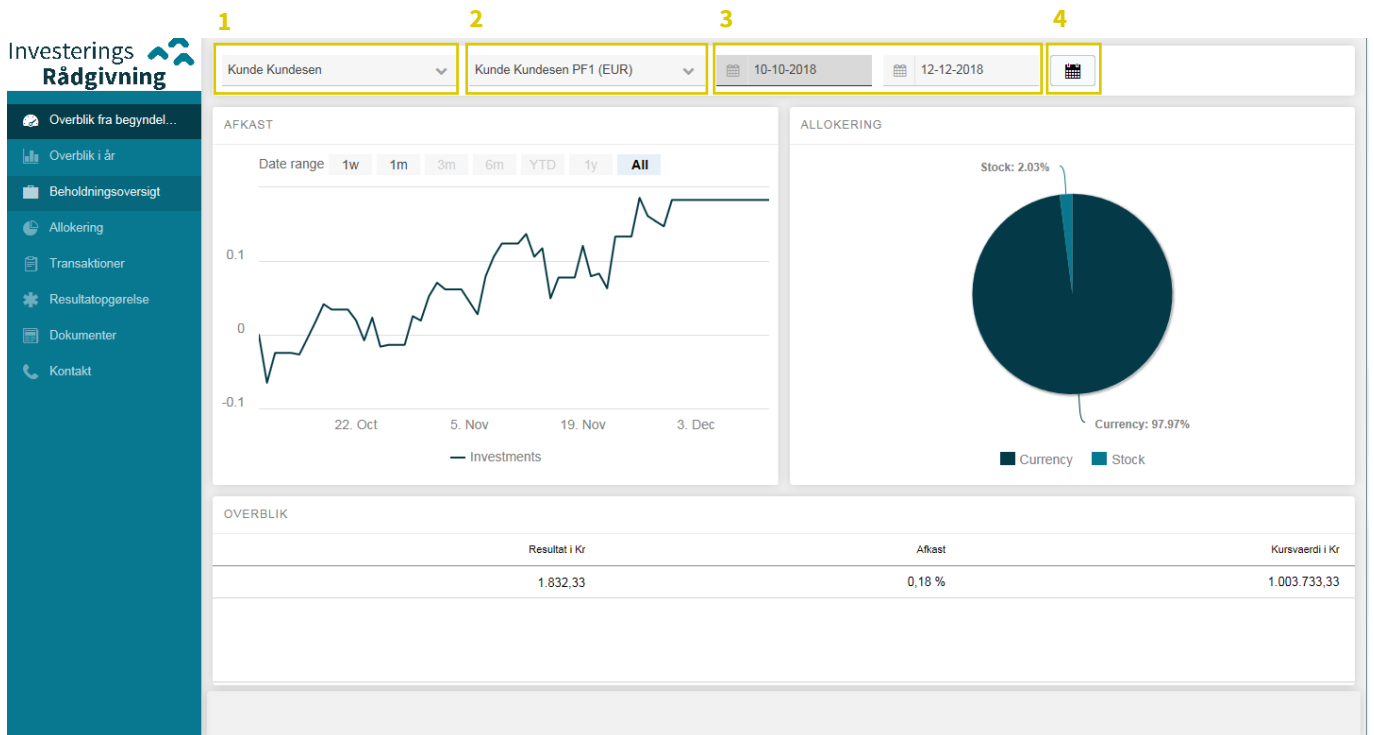 1
2
3
4
Investerings
Rådgivning
Kunde Kundesen
Kunde Kundesen PF1 (EUR)
10-10-2018
12-12-2018
Overblik fra begyndel...
Overblik i år
Beholdningsoversigt
Allokering
Transaktioner
Resultatopgørelse
Dokumenter
Kontakt
AFKAST
Date range 1w 1m 3m 6m YTD 1y All
0.1
0
-0.1
22. Oct 5. Nov 19. Nov 3. Dec
Investments
ALLOKERING
Stock: 2.03%
Currency: 97.97%
Currency Stock
OVERBLIK
Resultat i Kr Afkast Kursvaerdi i Kr
1.832,33 0,18 % 1.003.733,33